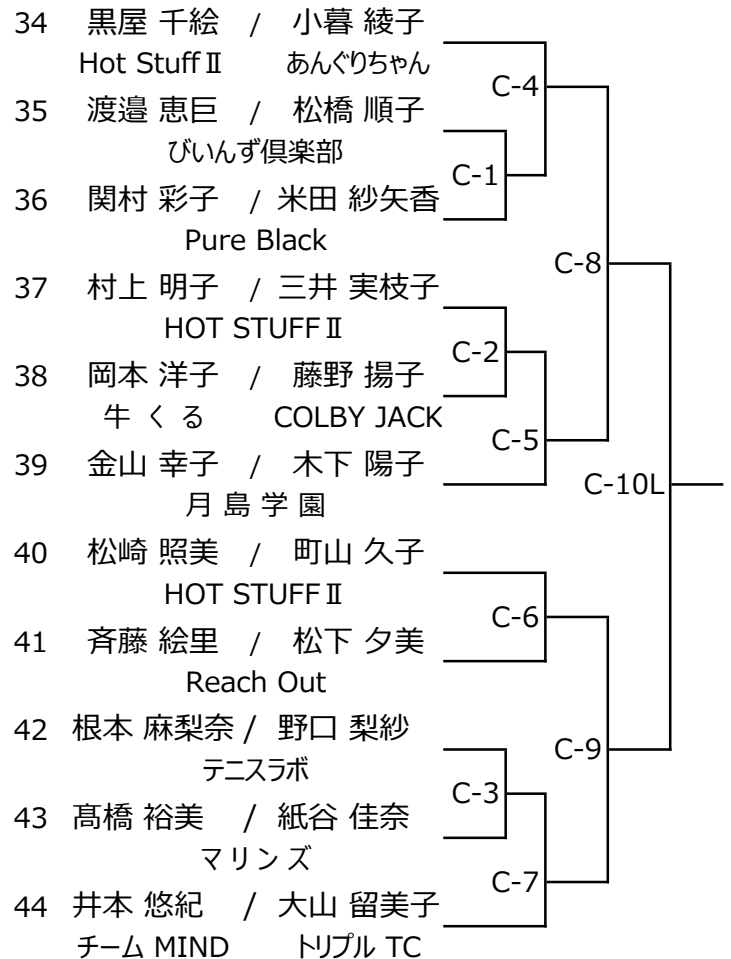 34 黒屋 千絵 / 小暮 綾子
Hot StuffⅡ あんぐりちゃん
C-4
35 渡邉 恵巨 / 松橋 順子
びいんず倶楽部
C-1
36 関村 彩子 / 米田 紗矢香
Pure Black
C-8
37 村上 明子 / 三井 実枝子
HOT STUFFⅡ
C-2
38 岡本 洋子 / 藤野 揚子
牛 く る COLBY JACK
C-5
39 金山 幸子 / 木下 陽子
月 島 学 園
C-10L
40 松崎 照美 / 町山 久子
HOT STUFFⅡ
C-6
41 斉藤 絵里 / 松下 夕美
Reach Out
42 根本 麻梨奈 / 野口 梨紗
テニスラボ
C-9
C-3
43 髙橋 裕美 / 紙谷 佳奈
マ リ ン ズ
C-7
44 井本 悠紀 / 大山 留美子
チーム MIND トリプル TC